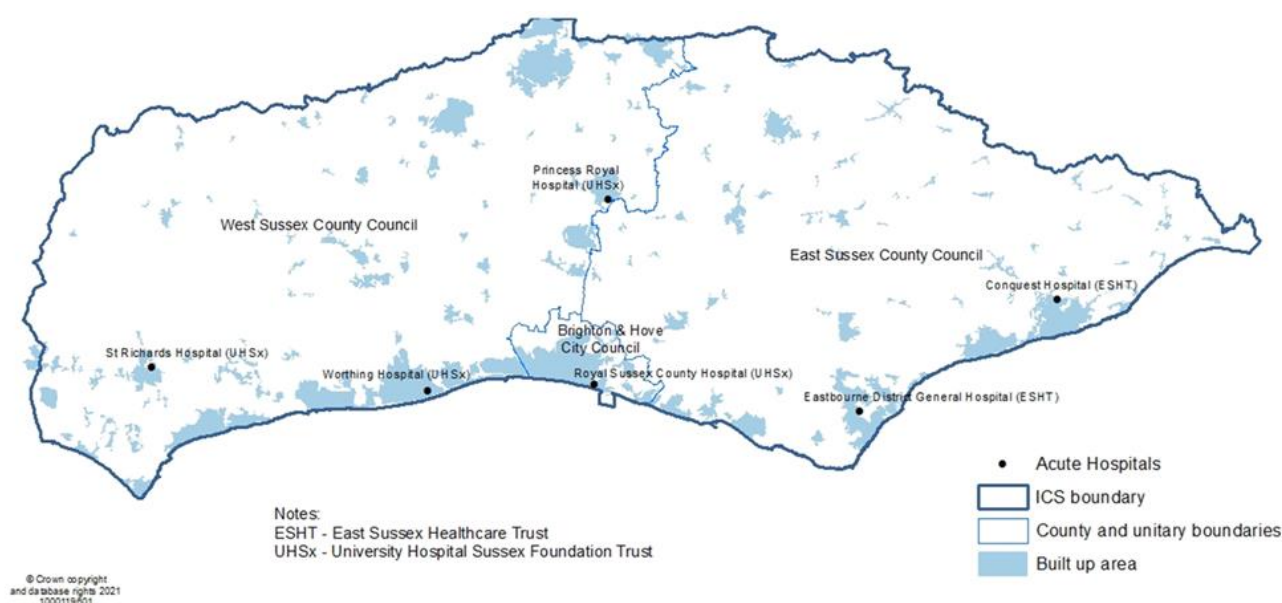 Princess Royal
Hospital (UHSx)
West Sussex County Council
East Sussex County Council
Conquest Hospital (ESHT)
Brighton & Hove
City Council
St Richards Hospital (UHSx)
Worthing Hospital (UHSx)
Royal Sussex County Hospital (UHSx)
Eastbourne District General Hospital (ESHT)
Acute Hospitals
ICS boundary
County and unitary boundaries
Built up area
Notes:
ESHT - East Sussex Healthcare Trust
UHSx - University Hospital Sussex Foundation Trust
© Crown copyright
and database rights 2021